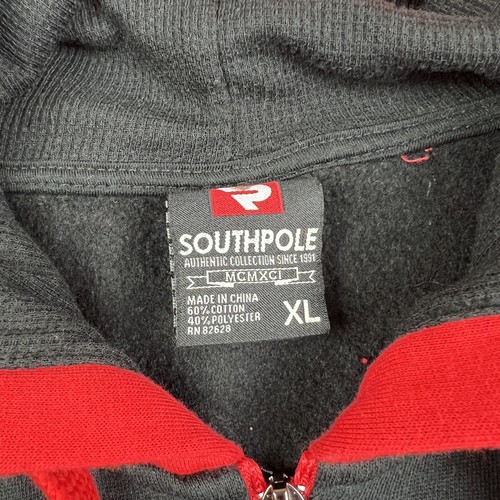 SOUTHPOLE
AUTHENTIC COLLECTION SINCE 1991
MCMXCI
MADE IN CHINA
60% COTTON
40% POLYESTER
RN 82628
XL